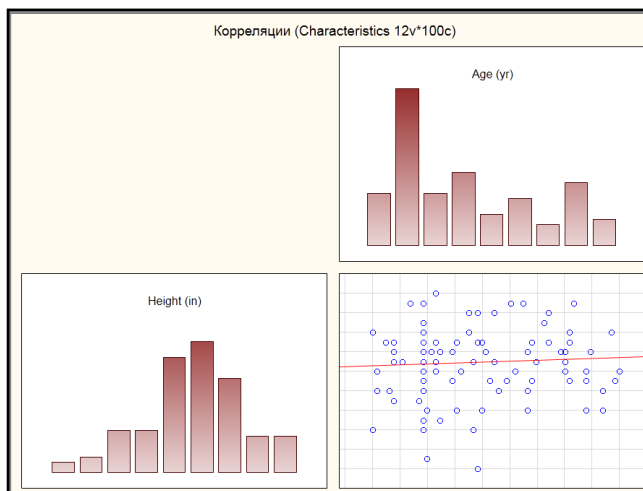 Корреляции (Characteristics 12v*100c)
Age (yr)
Height (in)